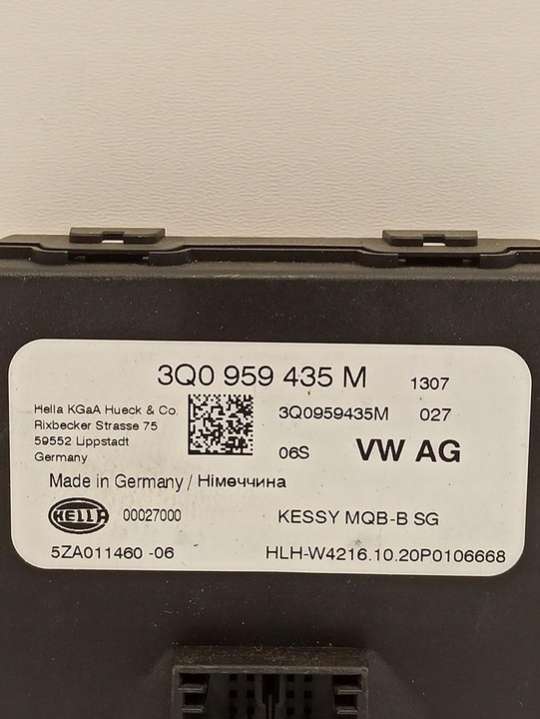 3Q0 959 435 M 1307
Hella KGaA Hueck & Co.
Rixbecker Strasse 75
59552 Lippstadt
Germany
3Q0959435M 027
06S VW AG
Made in Germany / Німеччина
HELLA 00027000 KESSY MQB-B SG
5ZA011460 -06 HLH-W4216.10.20P0106668